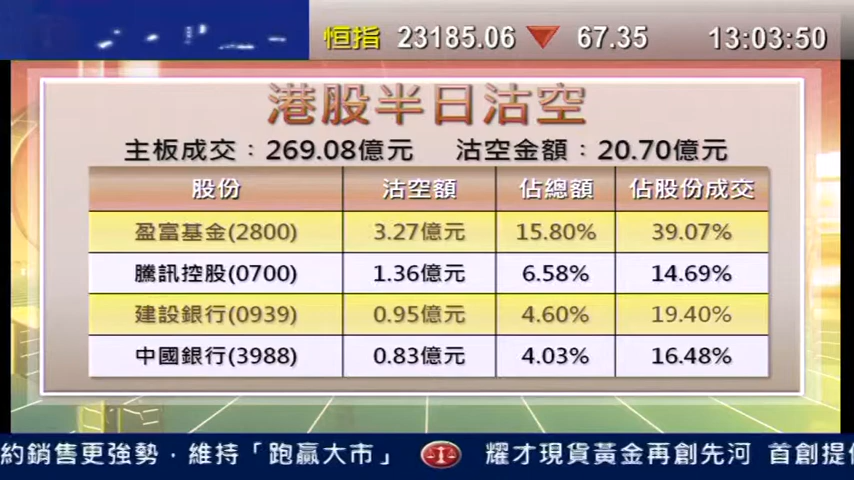 恒指 23185.06 ▼ 67.35 13:03:50
港股半日沽空
主板成交：269.08億元 沽空金額：20.70億元
股份 沽空額 佔總額 佔股份成交
盈富基金(2800) 3.27億元 15.80% 39.07%
騰訊控股(0700) 1.36億元 6.58% 14.69%
建設銀行(0939) 0.95億元 4.60% 19.40%
中國銀行(3988) 0.83億元 4.03% 16.48%
約銷售更強勢，維持「跑贏大市」 耀才現貨黃金再創先河 首創提